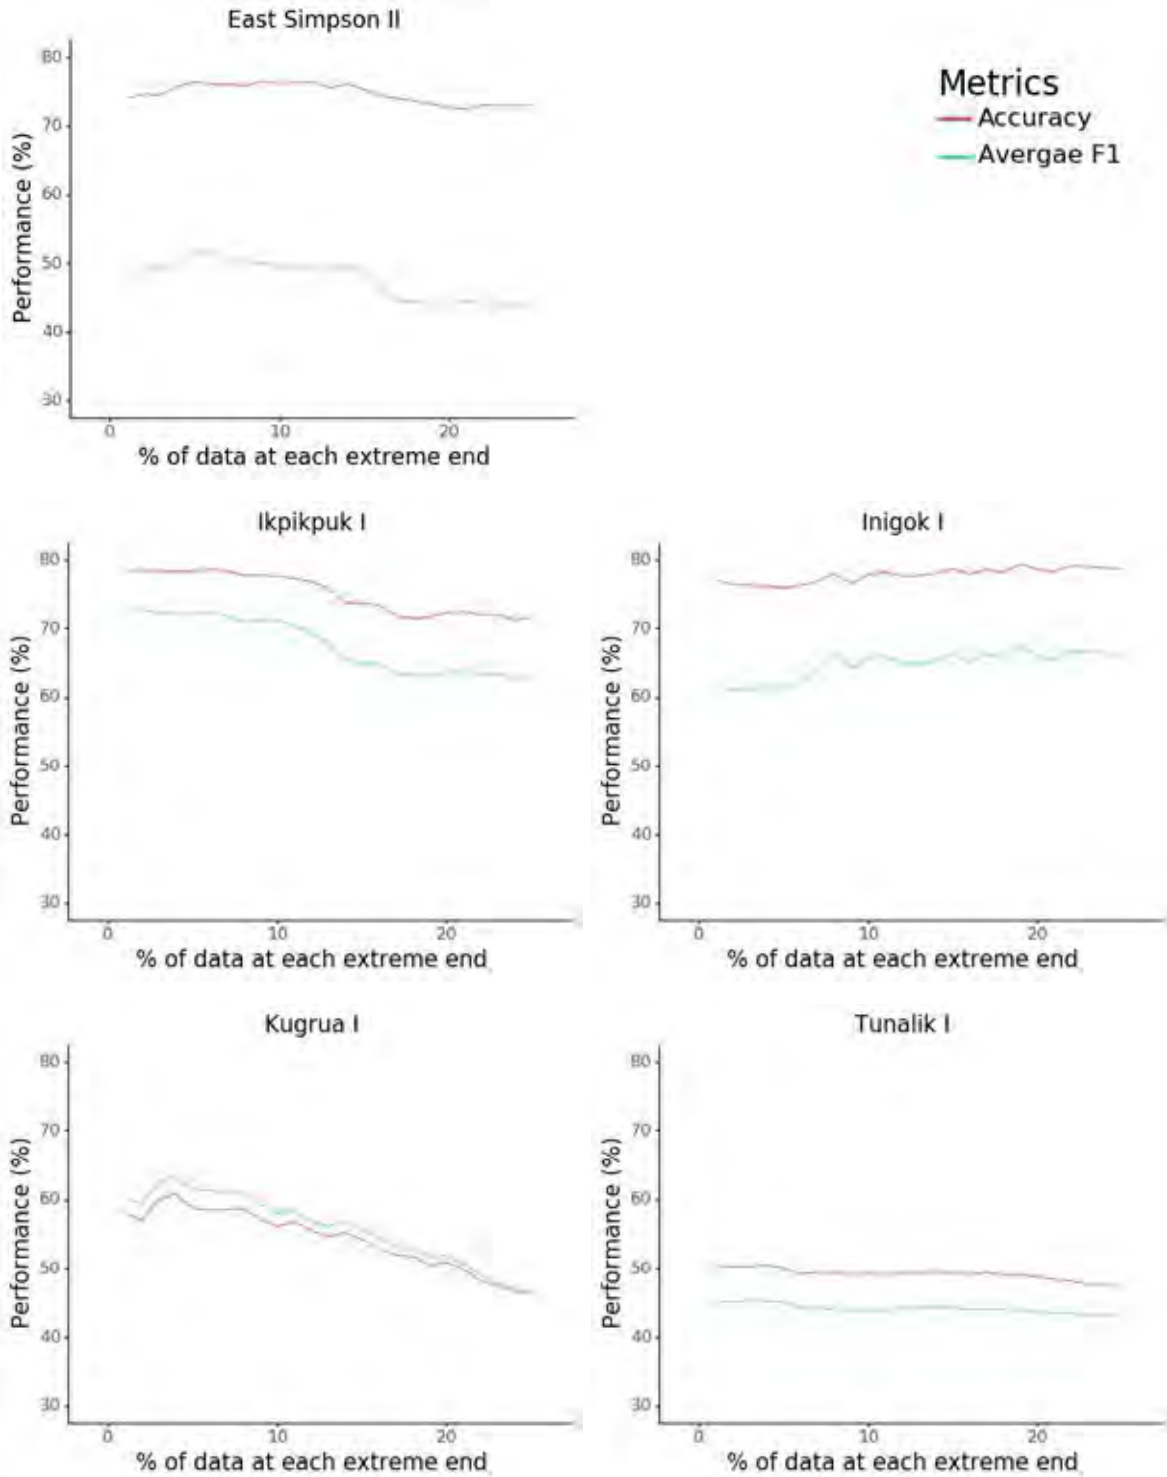 East Simpson II
80
70
60
50
40
30
Performance (%)
0 10 20
% of data at each extreme end
Metrics
Accuracy
Avergae F1
Ikpikpuk I
80
70
60
50
40
30
Performance (%)
0 10 20
% of data at each extreme end
Inigok I
80
70
60
50
40
30
Performance (%)
0 10 20
% of data at each extreme end
Kugrua I
80
70
60
50
40
30
Performance (%)
0 10 20
% of data at each extreme end
Tunalik I
80
70
60
50
40
30
Performance (%)
0 10 20
% of data at each extreme end